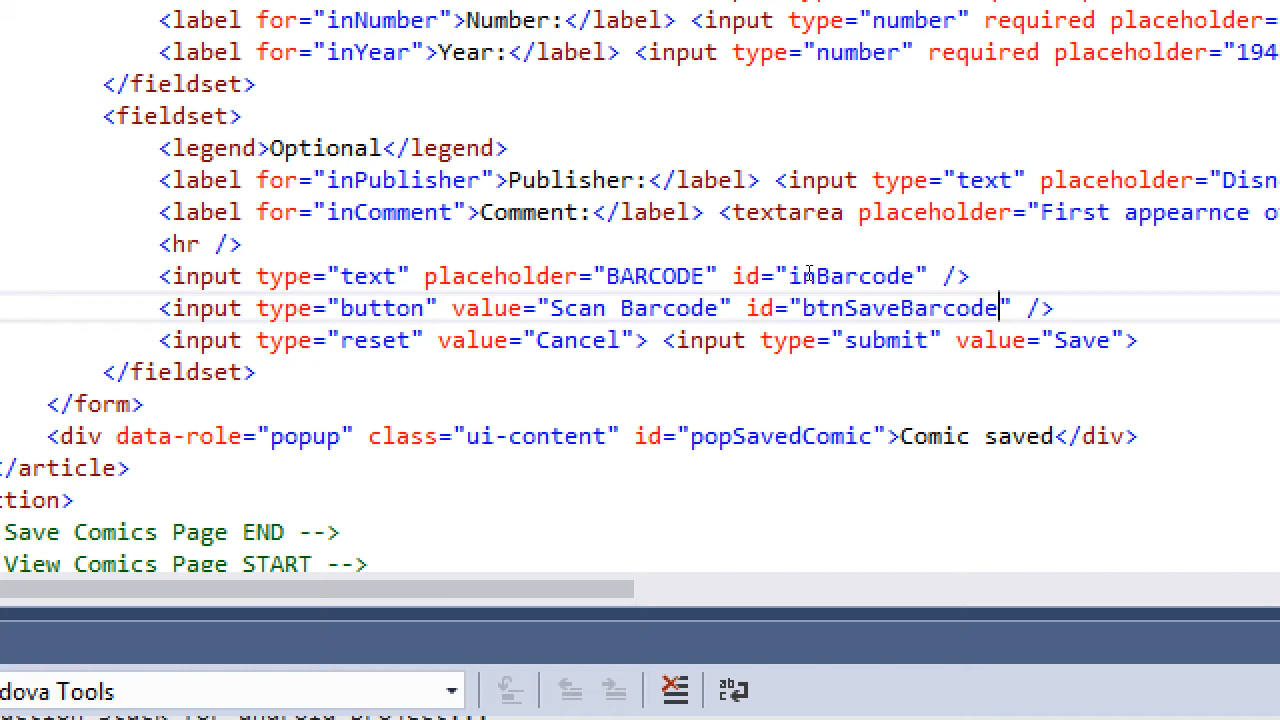 <label for="inNumber">Number:</label> <input type="number" required placeholder=
<label for="inYear">Year:</label> <input type="number" required placeholder="194
</fieldset>
<fieldset>
<legend>Optional</legend>
<label for="inPublisher">Publisher:</label> <input type="text" placeholder="Disn
<label for="inComment">Comment:</label> <textarea placeholder="First appearnce o
<hr />
<input type="text" placeholder="BARCODE" id="inBarcode" />
<input type="button" value="Scan Barcode" id="btnSaveBarcode" />
<input type="reset" value="Cancel"> <input type="submit" value="Save">
</fieldset>
</form>
<div data-role="popup" class="ui-content" id="popSavedComic">Comic saved</div>
/article>
ction>
Save Comics Page END -->
View Comics Page START -->
dova Tools